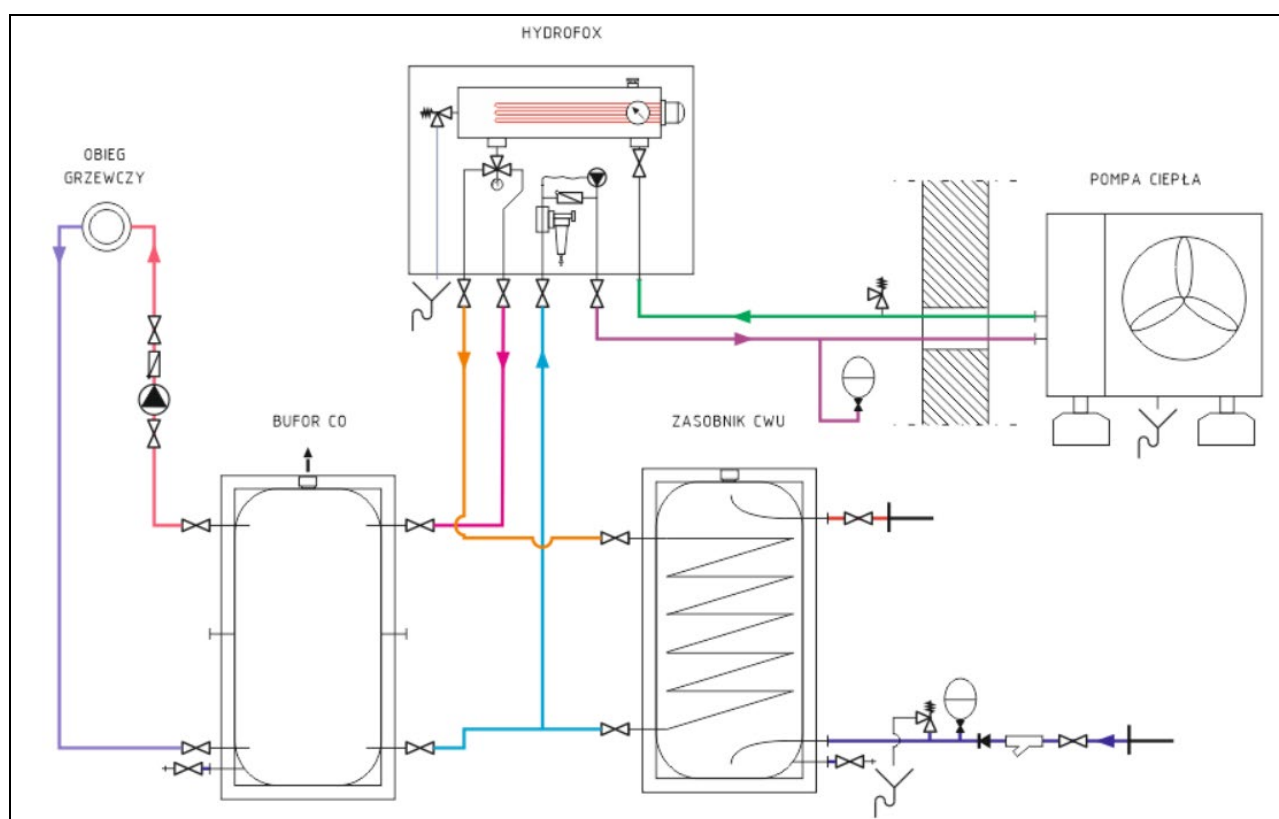 HYDROFOX
OBIEG
GRZEWCZY
POMPA CIEPŁA
BUFOR CO
ZASOBNIK CWU